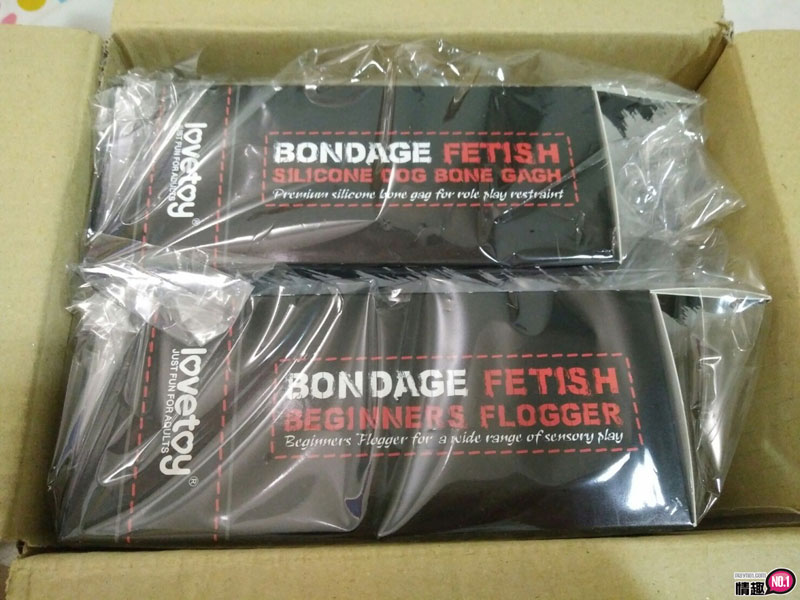 lovetoy®
JUST FUN FOR ADULTS
BONDAGE FETISH
SILICONE DOG BONE GAGH
Premium silicone bone gag for role play restraint
lovetoy®
JUST FUN FOR ADULTS
BONDAGE FETISH
BEGINNERS FLOGGER
Beginners Flogger for a wide range of sensory play
情趣 NO.1